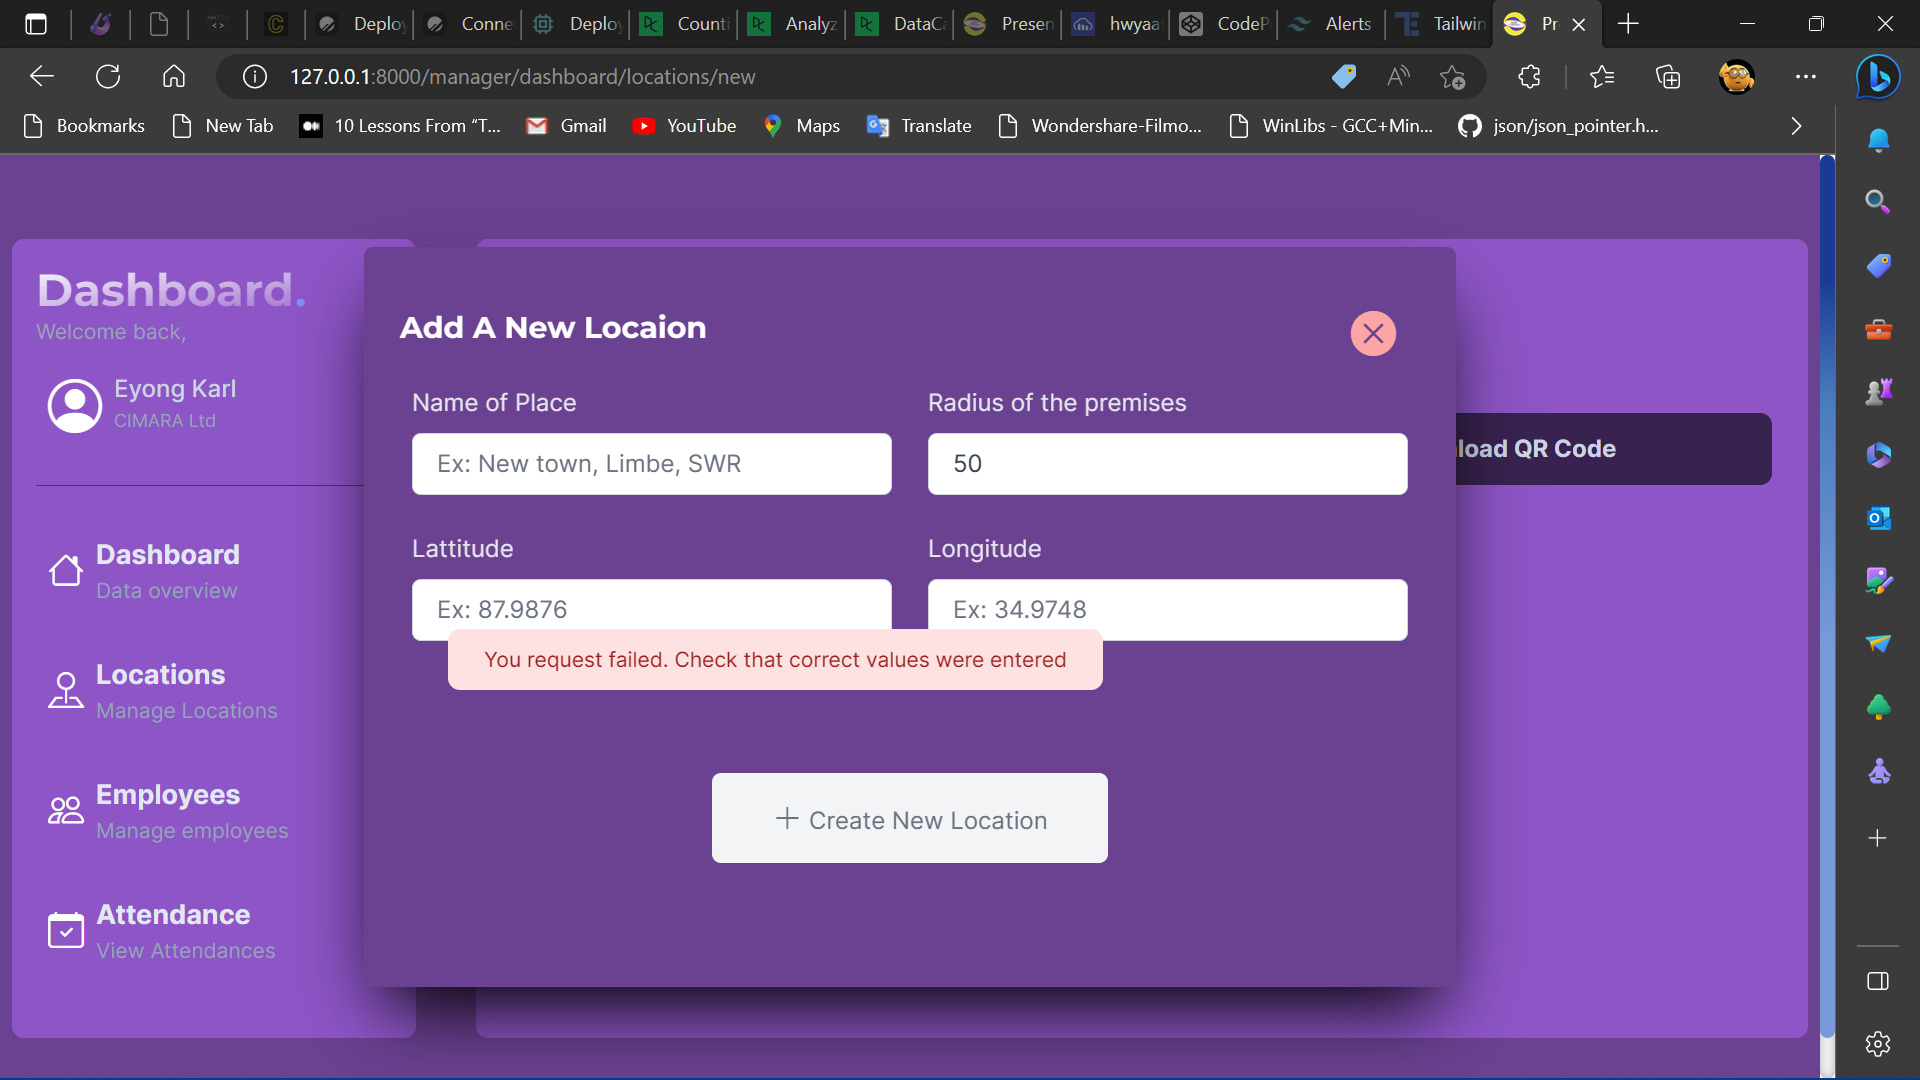 Deploy
Conne
Deploy
Counti
Analyz
DataCa
Presen
hwyaa
CodeP
Alerts
Tailwin
Pr
127.0.0.1:8000/manager/dashboard/locations/new
Bookmarks
New Tab
10 Lessons From “T...
Gmail
YouTube
Maps
Translate
Wondershare-Filmo...
WinLibs - GCC+Min...
json/json_pointer.h...
Dashboard.
Welcome back,
Eyong Karl
CIMARA Ltd
Dashboard
Data overview
Locations
Manage Locations
Employees
Manage employees
Attendance
View Attendances
Add A New Locaion
Name of Place
Radius of the premises
Ex: New town, Limbe, SWR
50
Lattitude
Longitude
Ex: 87.9876
Ex: 34.9748
You request failed. Check that correct values were entered
Create New Location
load QR Code